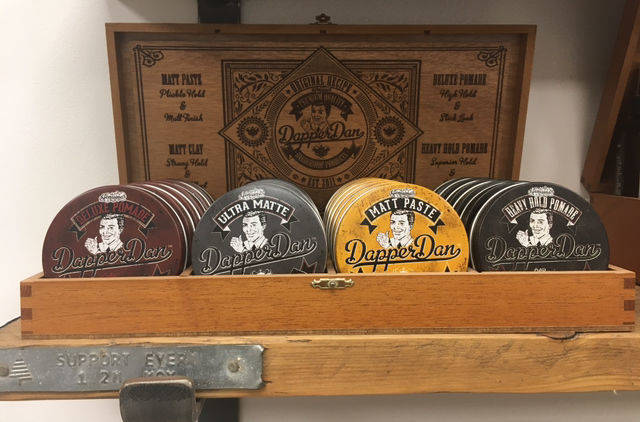 MATT PASTE
Pliable Hold
&
Matt Finish
MATT CLAY
Strong Hold
&
ORIGINAL RECIPE
Dapper Dan
EST. 2011
DELUXE POMADE
High Hold
&
Slick Look
HEAVY HOLD POMADE
Superior Hold
&
DELUXE POMADE
Dapper Dan
ULTRA MATTE
Dapper Dan
MATT PASTE
Dapper Dan
HEAVY HOLD POMADE
Dapper Dan
SUPPORT EVER